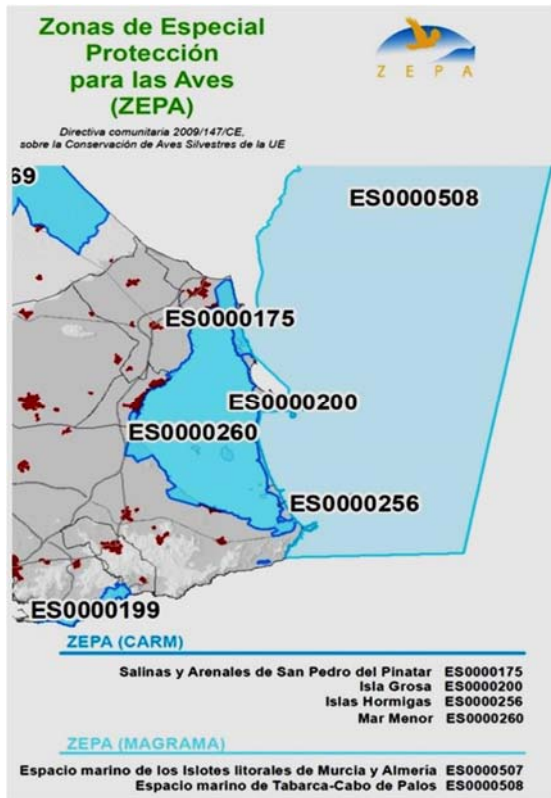 Zonas de Especial
Protección
para las Aves
(ZEPA)
Directiva comunitaria 2009/147/CE,
sobre la Conservación de Aves Silvestres de la UE
Z E P A
69
ES0000508
ES0000175
ES0000200
ES0000260
ES0000256
ES0000199
ZEPA (CARM)
Salinas y Arenales de San Pedro del Pinatar ES0000175
Isla Grosa ES0000200
Islas Hormigas ES0000256
Mar Menor ES0000260
ZEPA (MAGRAMA)
Espacio marino de los Islotes litorales de Murcia y Almería ES0000507
Espacio marino de Tabarca-Cabo de Palos ES0000508